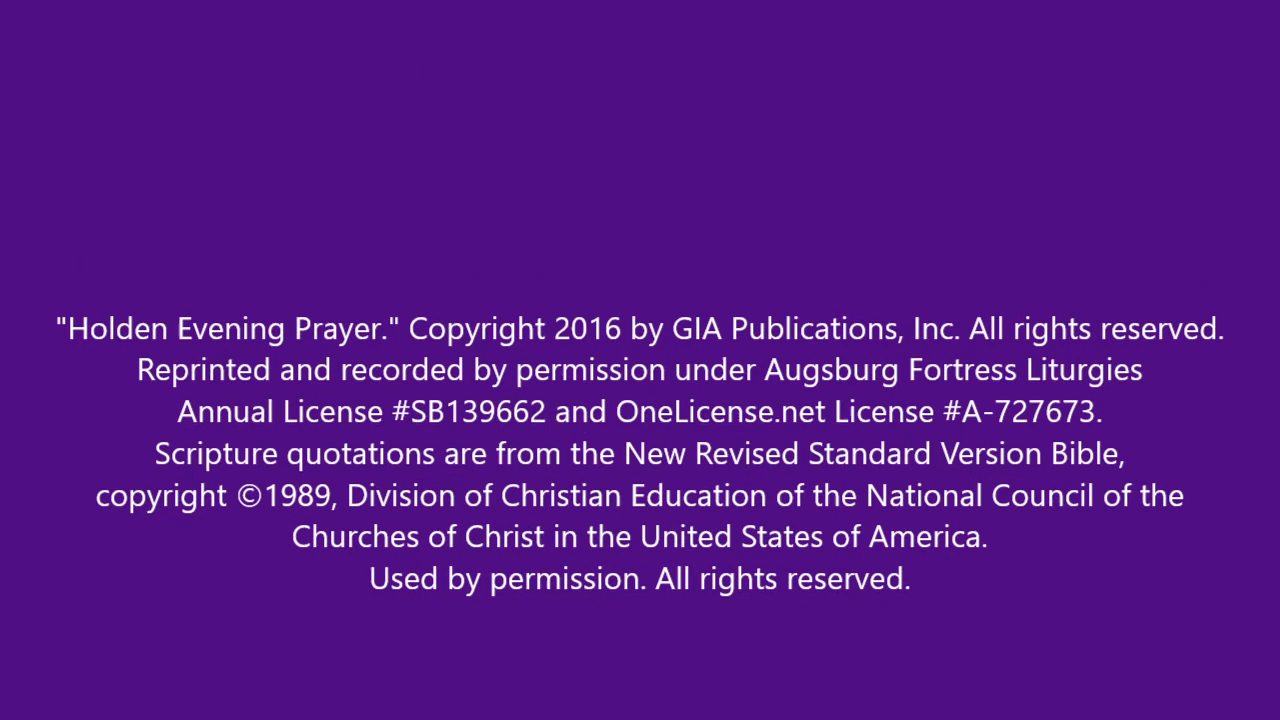 "Holden Evening Prayer." Copyright 2016 by GIA Publications, Inc. All rights reserved.
Reprinted and recorded by permission under Augsburg Fortress Liturgies
Annual License #SB139662 and OneLicense.net License #A-727673.
Scripture quotations are from the New Revised Standard Version Bible,
copyright ©1989, Division of Christian Education of the National Council of the
Churches of Christ in the United States of America.
Used by permission. All rights reserved.